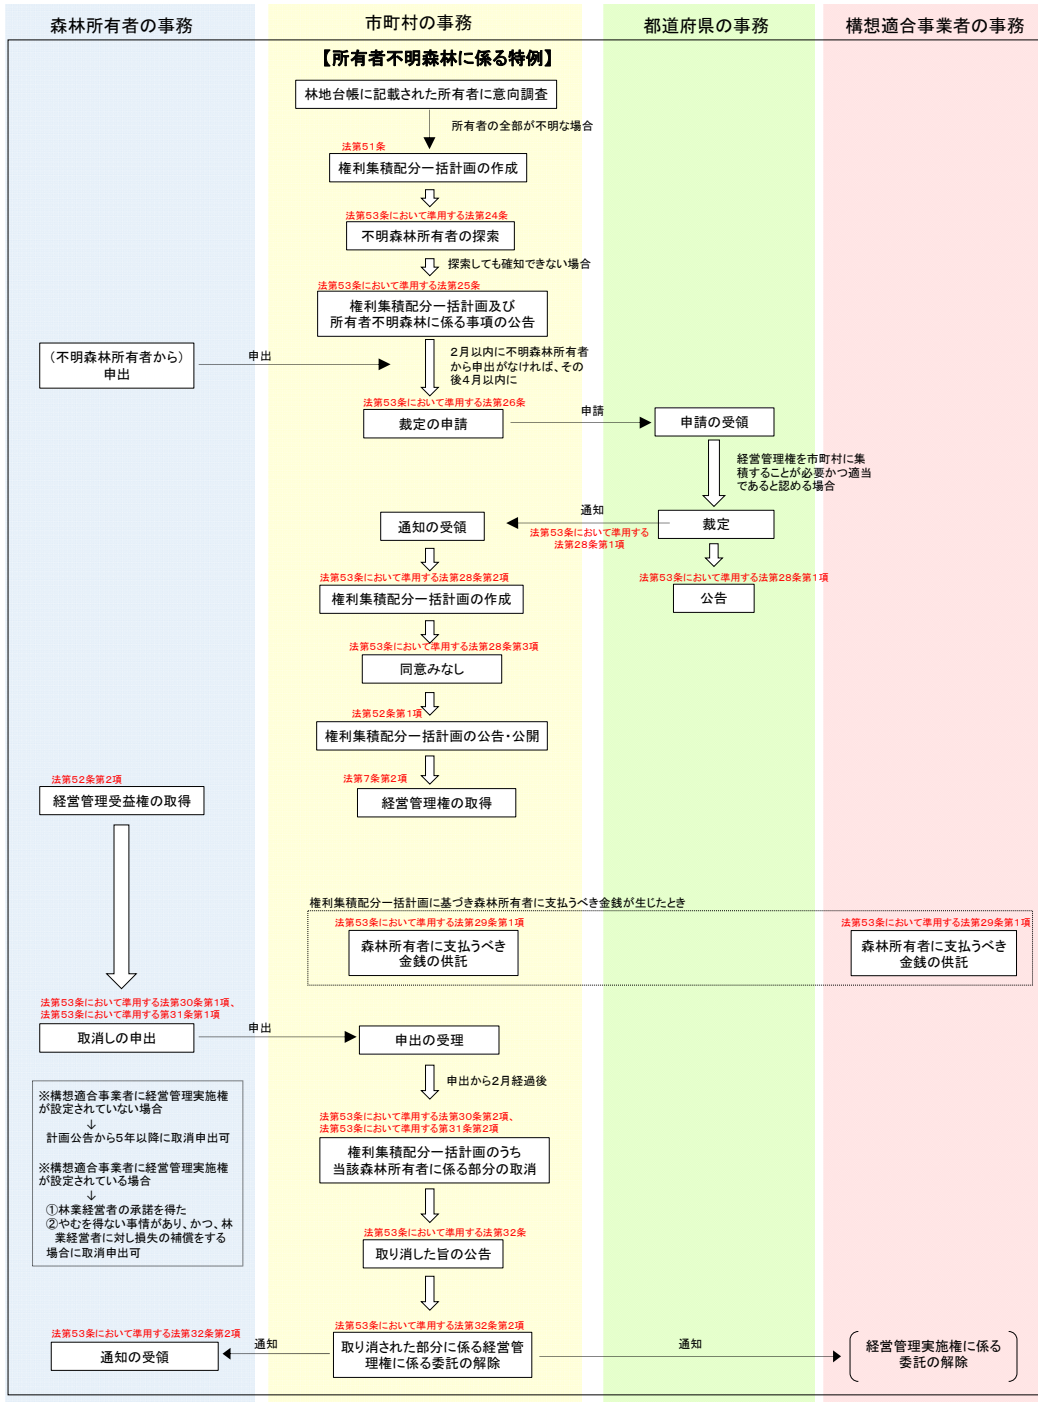 森林所有者の事務
市町村の事務
都道府県の事務
構想適合事業者の事務
【所有者不明森林に係る特例】
林地台帳に記載された所有者に意向調査
所有者の全部が不明な場合
法第51条
権利集積配分一括計画の作成
法第53条において準用する法第24条
不明森林所有者の探索
探索しても確知できない場合
法第53条において準用する法第25条
権利集積配分一括計画及び
所有者不明森林に係る事項の公告
（不明森林所有者から）
申出
申出
２月以内に不明森林所有者
から申出がなければ、その
後４月以内に
法第53条において準用する法第26条
裁定の申請
申請
申請の受領
経営管理権を市町村に集
積することが必要かつ適当
であると認める場合
通知の受領
通知
法第53条において準用する
法第28条第1項
裁定
法第53条において準用する法第28条第2項
権利集積配分一括計画の作成
法第53条において準用する法第28条第1項
公告
法第53条において準用する法第28条第3項
同意みなし
法第52条第1項
権利集積配分一括計画の公告・公開
法第52条第2項
経営管理受益権の取得
法第7条第2項
経営管理権の取得
権利集積配分一括計画に基づき森林所有者に支払うべき金銭が生じたとき
法第53条において準用する法第29条第1項
森林所有者に支払うべき
金銭の供託
法第53条において準用する法第29条第1項
森林所有者に支払うべき
金銭の供託
法第53条において準用する法第30条第1項、
法第53条において準用する第31条第1項
取消しの申出
申出
申出の受理
申出から２月経過後
※構想適合事業者に経営管理実施権
が設定されていない場合
↓
計画公告から５年以降に取消申出可
※構想適合事業者に経営管理実施権
が設定されている場合
↓
①林業経営者の承諾を得た
②やむを得ない事情があり、かつ、林
業経営者に対し損失の補償をする
場合に取消申出可
法第53条において準用する法第30条第2項、
法第53条において準用する第31条第2項
権利集積配分一括計画のうち
当該森林所有者に係る部分の取消
法第53条において準用する法第32条
取り消した旨の公告
法第53条において準用する法第32条第2項
通知の受領
通知
法第53条において準用する法第32条第2項
取り消された部分に係る経営管
理権に係る委託の解除
通知
経営管理実施権に係る
委託の解除